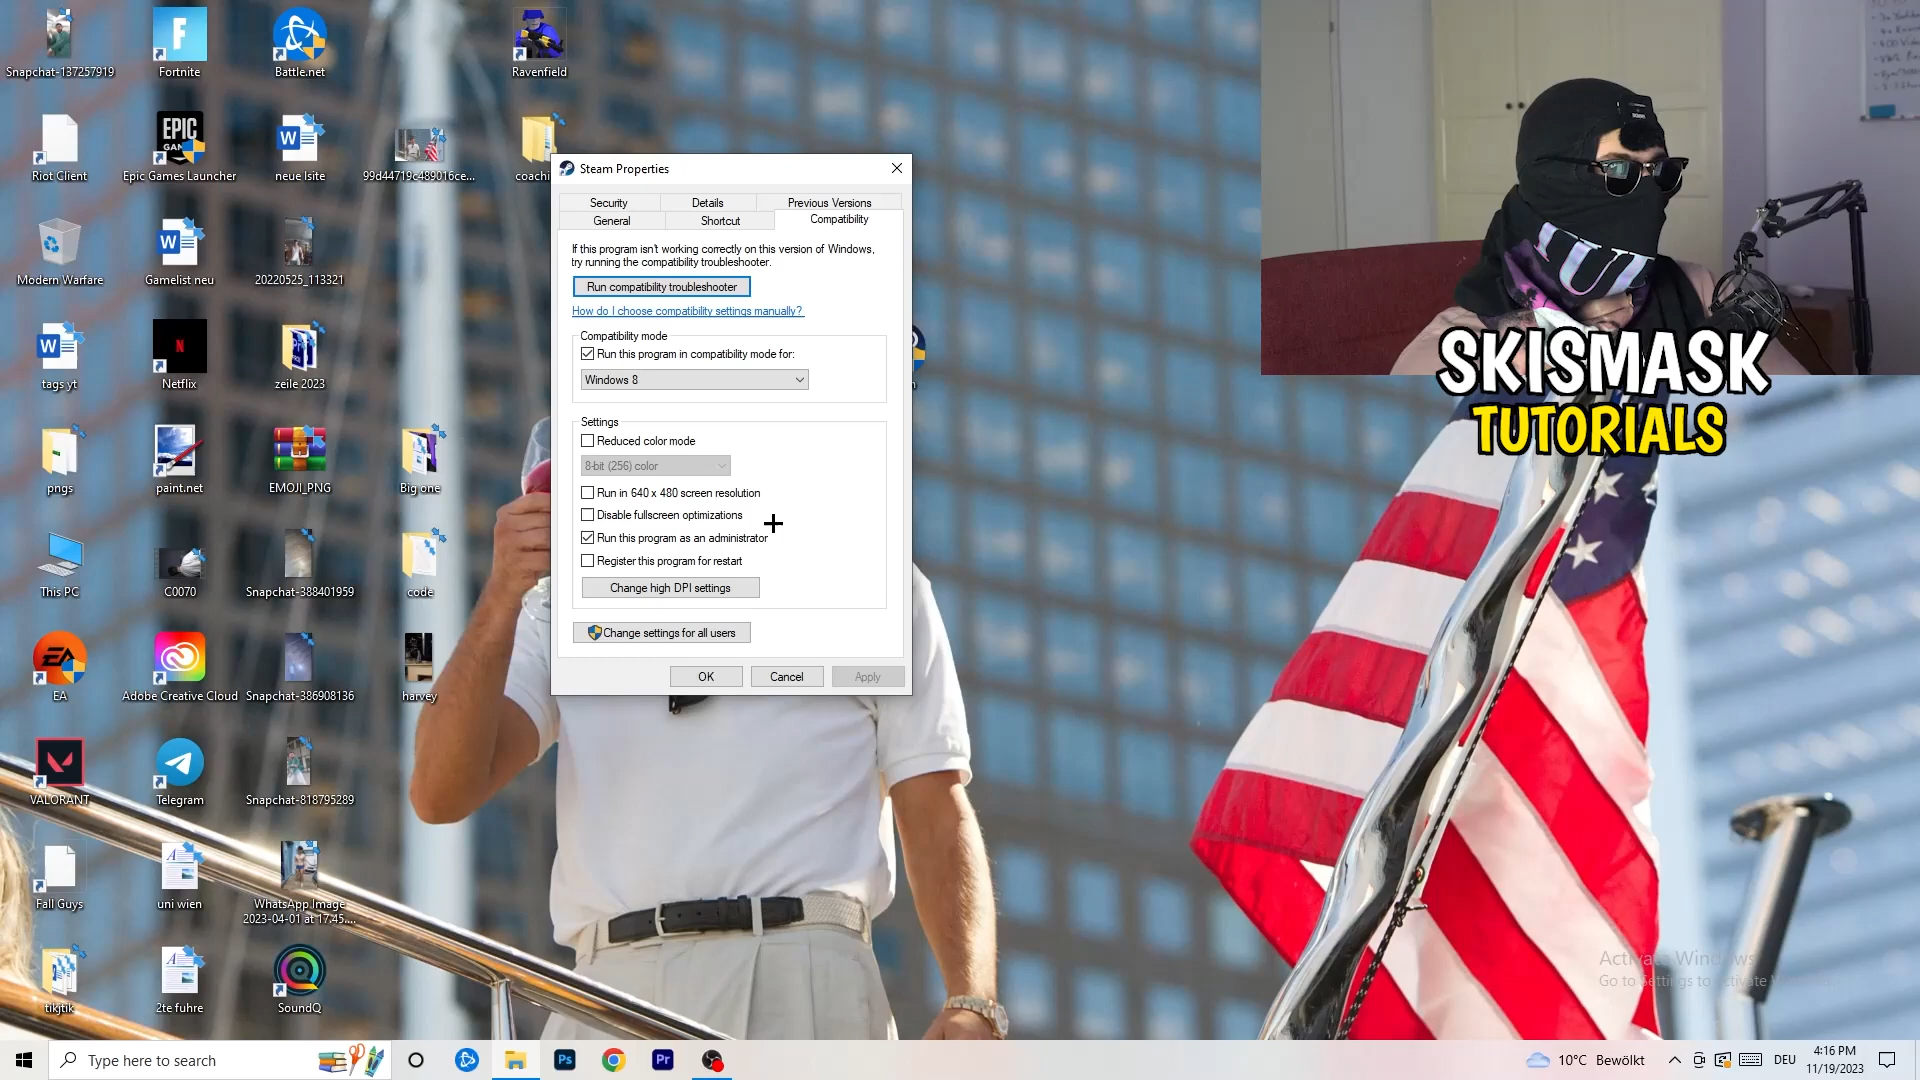 Snapchat-137257919
Fortnite
Battle.net
Ravenfield
Riot Client
EPIC
Epic Games Launcher
neue lsite
99d44719c489016ce...
Modern Warfare
Gamelist neu
20220525_113321
tags yt
Netflix
zeile 2023
pngs
paint.net
EMOJI_PNG
Big one
This PC
C0070
Snapchat-388401959
code
EA
Adobe Creative Cloud
Snapchat-386908136
harvey
VALORANT
Telegram
Snapchat-818795289
Fall Guys
uni wien
WhatsApp Image
2023-04-01 at 17.45....
tikjtik
2te fuhre
SoundQ
Steam Properties
Security
Details
Previous Versions
General
Shortcut
Compatibility
If this program isn't working correctly on this version of Windows,
try running the compatibility troubleshooter.
Run compatibility troubleshooter
How do I choose compatibility settings manually?
Compatibility mode
Run this program in compatibility mode for:
Windows 8
Settings
Reduced color mode
8-bit (256) color
Run in 640 x 480 screen resolution
Disable fullscreen optimizations
Run this program as an administrator
Register this program for restart
Change high DPI settings
Change settings for all users
OK
Cancel
Apply
SKISMASK
TUTORIALS
Activate Windows
Go to Settings to activate
Type here to search
Ps
Pr
10°C Bewölkt
DEU
4:16 PM
11/19/2023